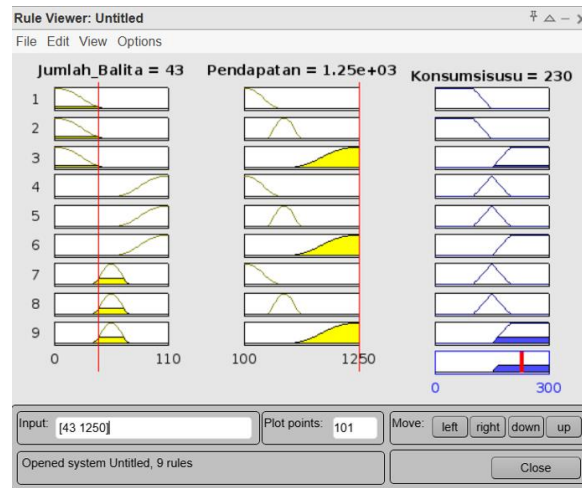 Rule Viewer: Untitled
File Edit View Options
Jumlah_Balita = 43 Pendapatan = 1.25e+03 Konsumsisusu = 230
1
2
3
4
5
6
7
8
9
0 110 100 1250
0 300
Input: [43 1250] Plot points: 101 Move: left right down up
Opened system Untitled, 9 rules Close